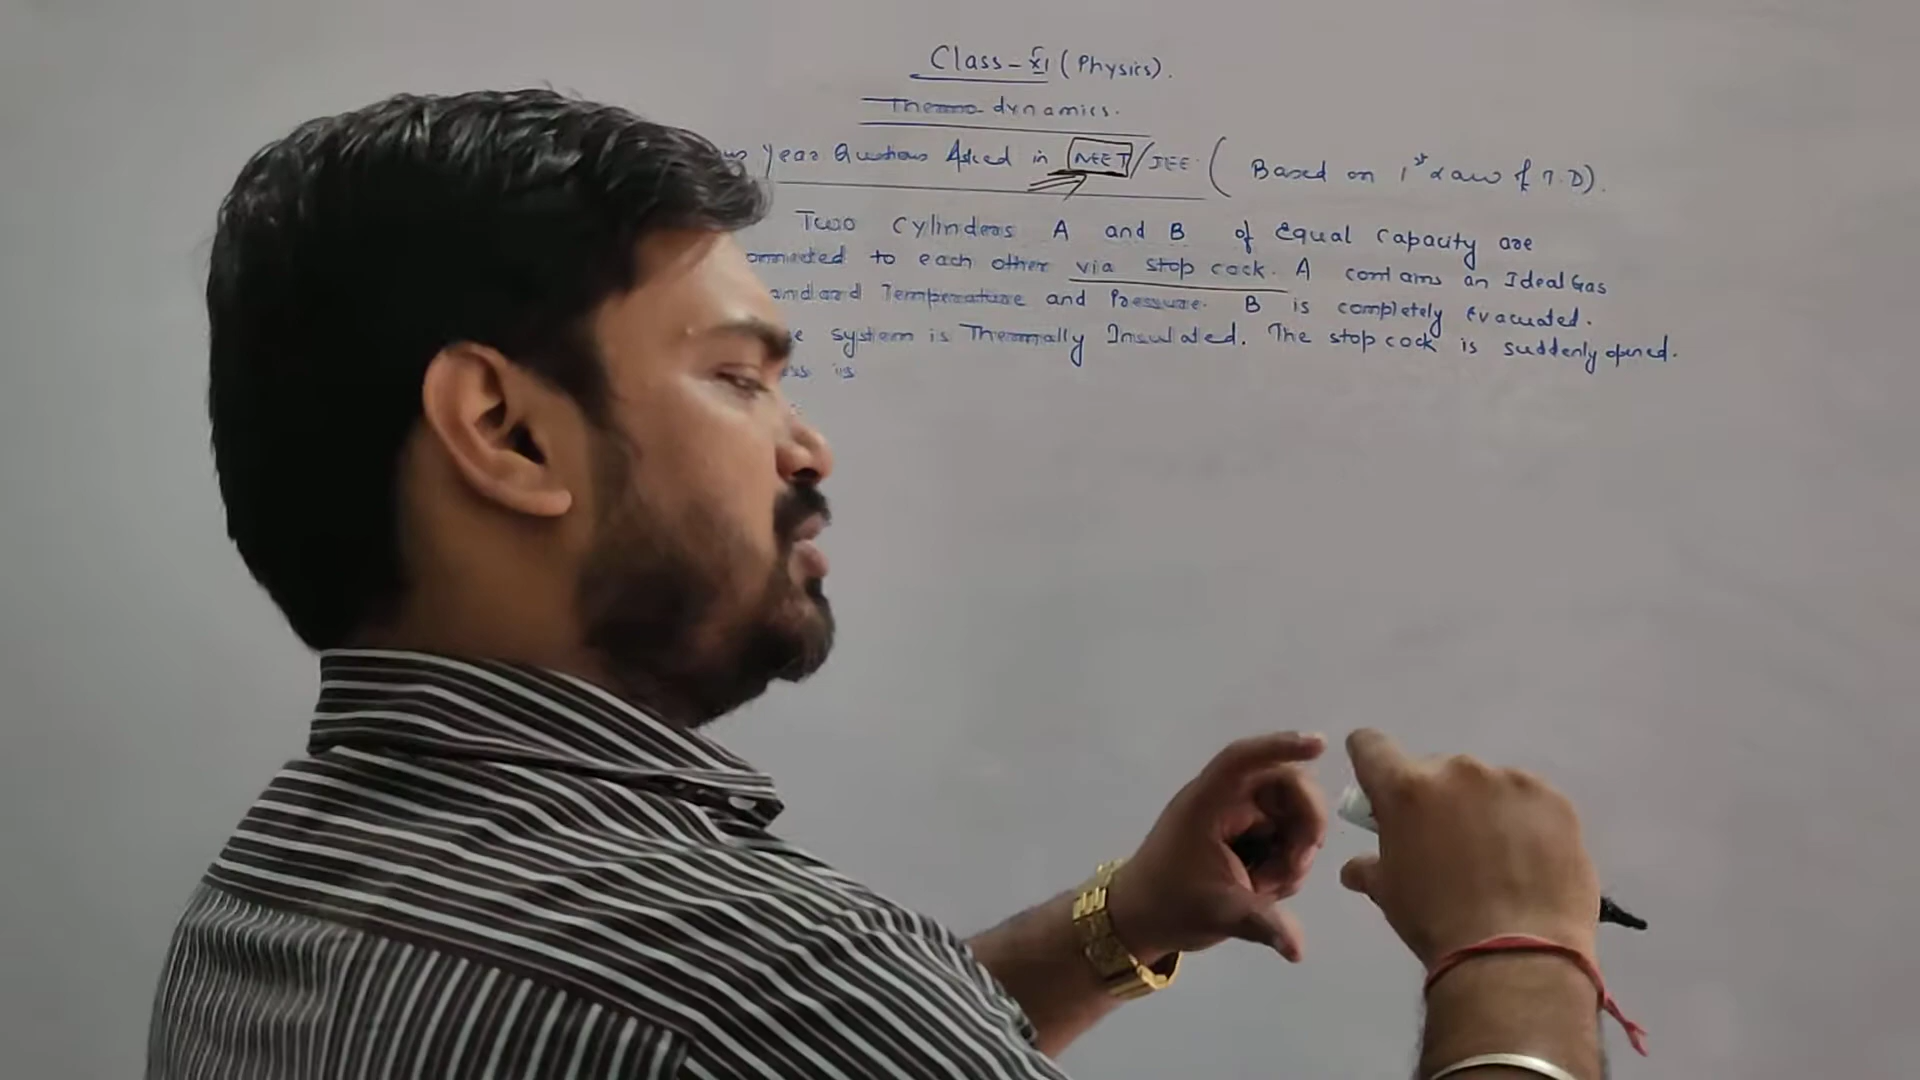 Class - XI (Physics).
Thermo dynamics.
Year Questions Asked in NEET/JEE (Based on 1st Law of T.D).
Two cylinders A and B of equal capacity are
to each other via stop cock. A contains an Ideal Gas
Temperature and Pressure. B is completely Evacuated.
system is Thermally Insulated. The stop cock is suddenly opened.
is